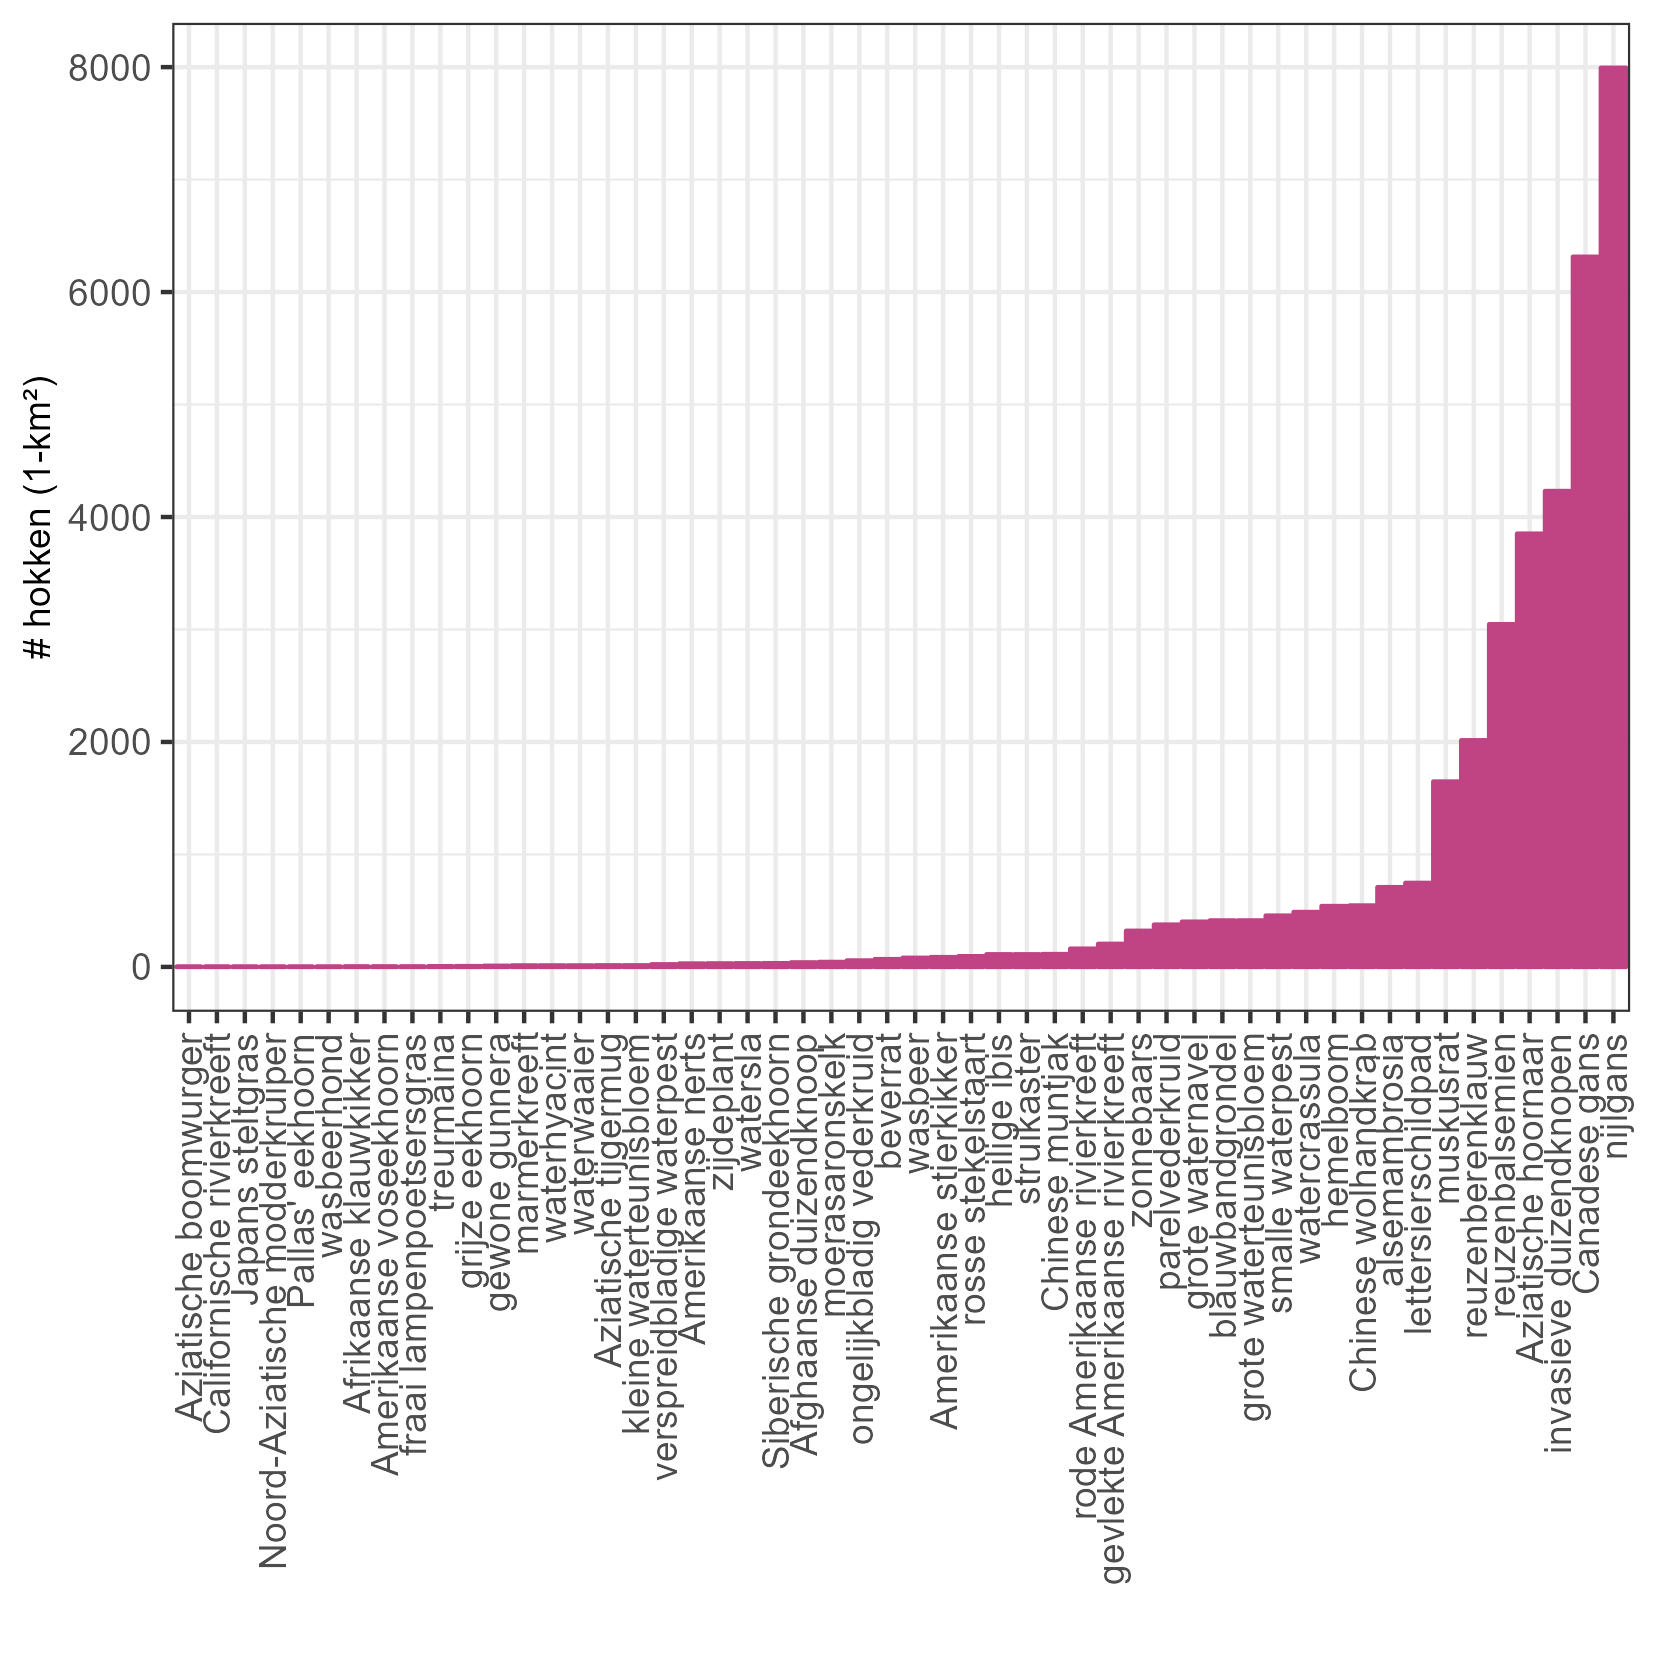 # hokken (1-km²)
8000
6000
4000
2000
0
Aziatische boomwurger
Californische rivierkreeft
Japans steltgras
Noord-Aziatische modderkruiper
Pallas' eekhoorn
wasbeerhond
Afrikaanse klauwkikker
Amerikaanse voseekhoorn
fraai lampenpoetsersgras
treurmaina
grijze eekhoorn
gewone gunnera
marmerkreeft
waterhyacint
waterwaaier
Aziatische tijgermug
kleine waterteunisbloem
verspreidbladige waterpest
Amerikaanse nerts
zijdeplant
watersla
Siberische grondeekhoorn
Afghaanse duizendknoop
moerasaronskelk
ongelijkbladig vederkruid
beverrat
wasbeer
Amerikaanse stierkikker
rosse stekelstaart
heilige ibis
struikaster
Chinese muntjak
rode Amerikaanse rivierkreeft
gevlekte Amerikaanse rivierkreeft
zonnebaars
parelvederkruid
grote waternavel
blauwbandgrondel
grote waterteunisbloem
smalle waterpest
watercrassula
hemelboom
Chinese wolhandkrab
alsemambrosia
lettersierschildpad
muskusrat
reuzenberenklauw
reuzenbalsemien
Aziatische hoornaar
invasieve duizendknopen
Canadese gans
nijlgans